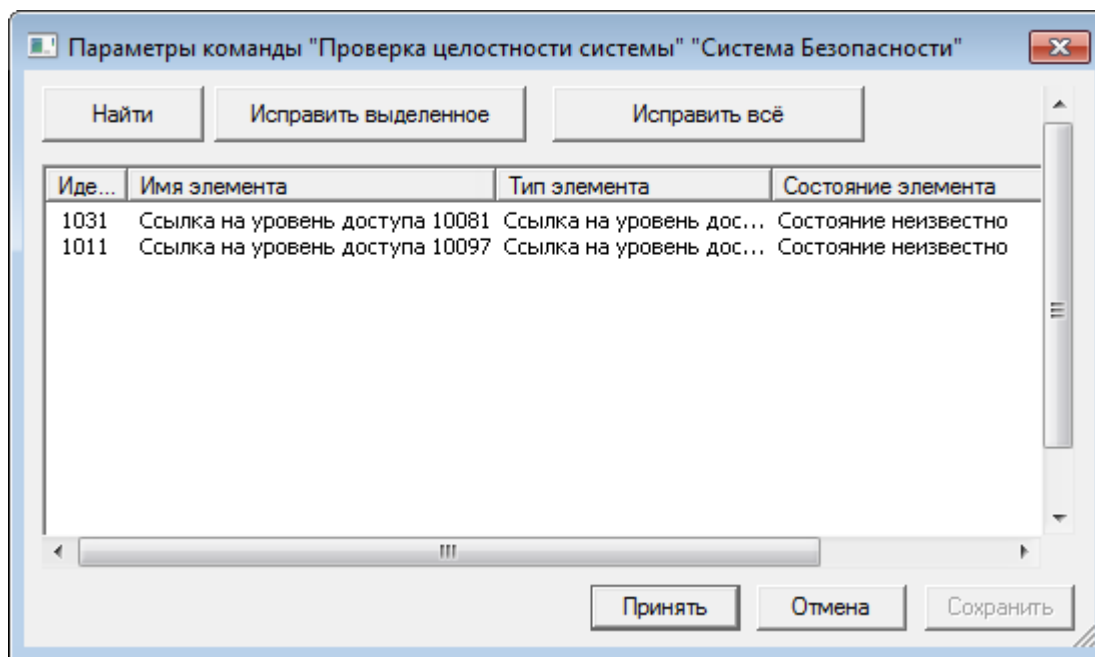 Параметры команды "Проверка целостности системы" "Система Безопасности"
Найти Исправить выделенное Исправить всё
Иде... Имя элемента Тип элемента Состояние элемента
1031 Ссылка на уровень доступа 10081 Ссылка на уровень дос... Состояние неизвестно
1011 Ссылка на уровень доступа 10097 Ссылка на уровень дос... Состояние неизвестно
Принять Отмена Сохранить